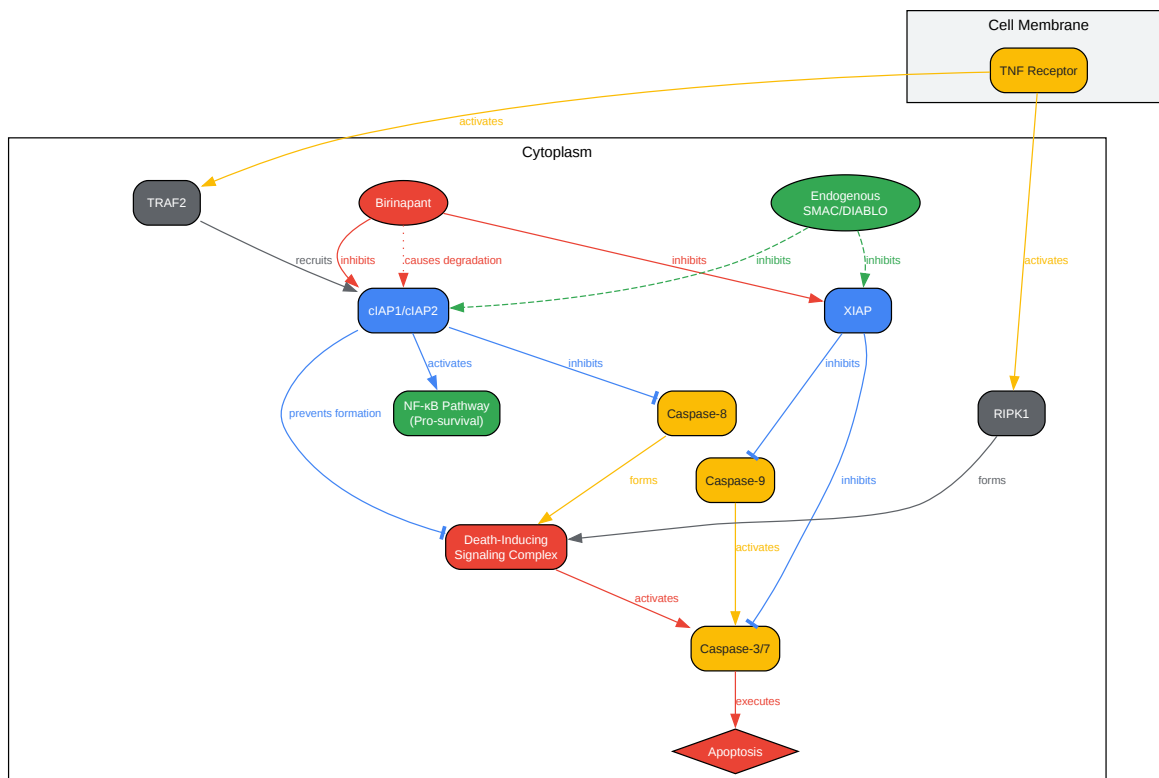 Cell Membrane
TNF Receptor
activates
Cytoplasm
TRAF2
Birinapant
Endogenous
SMAC/DIABLO
recruits
inhibits
causes degradation
inhibits
inhibits
inhibits
activates
cIAP1/cIAP2
XIAP
activates
inhibits
inhibits
prevents formation
NF-κB Pathway
(Pro-survival)
Caspase-8
RIPK1
Caspase-9
forms
inhibits
forms
Death-Inducing
Signaling Complex
activates
activates
Caspase-3/7
executes
Apoptosis